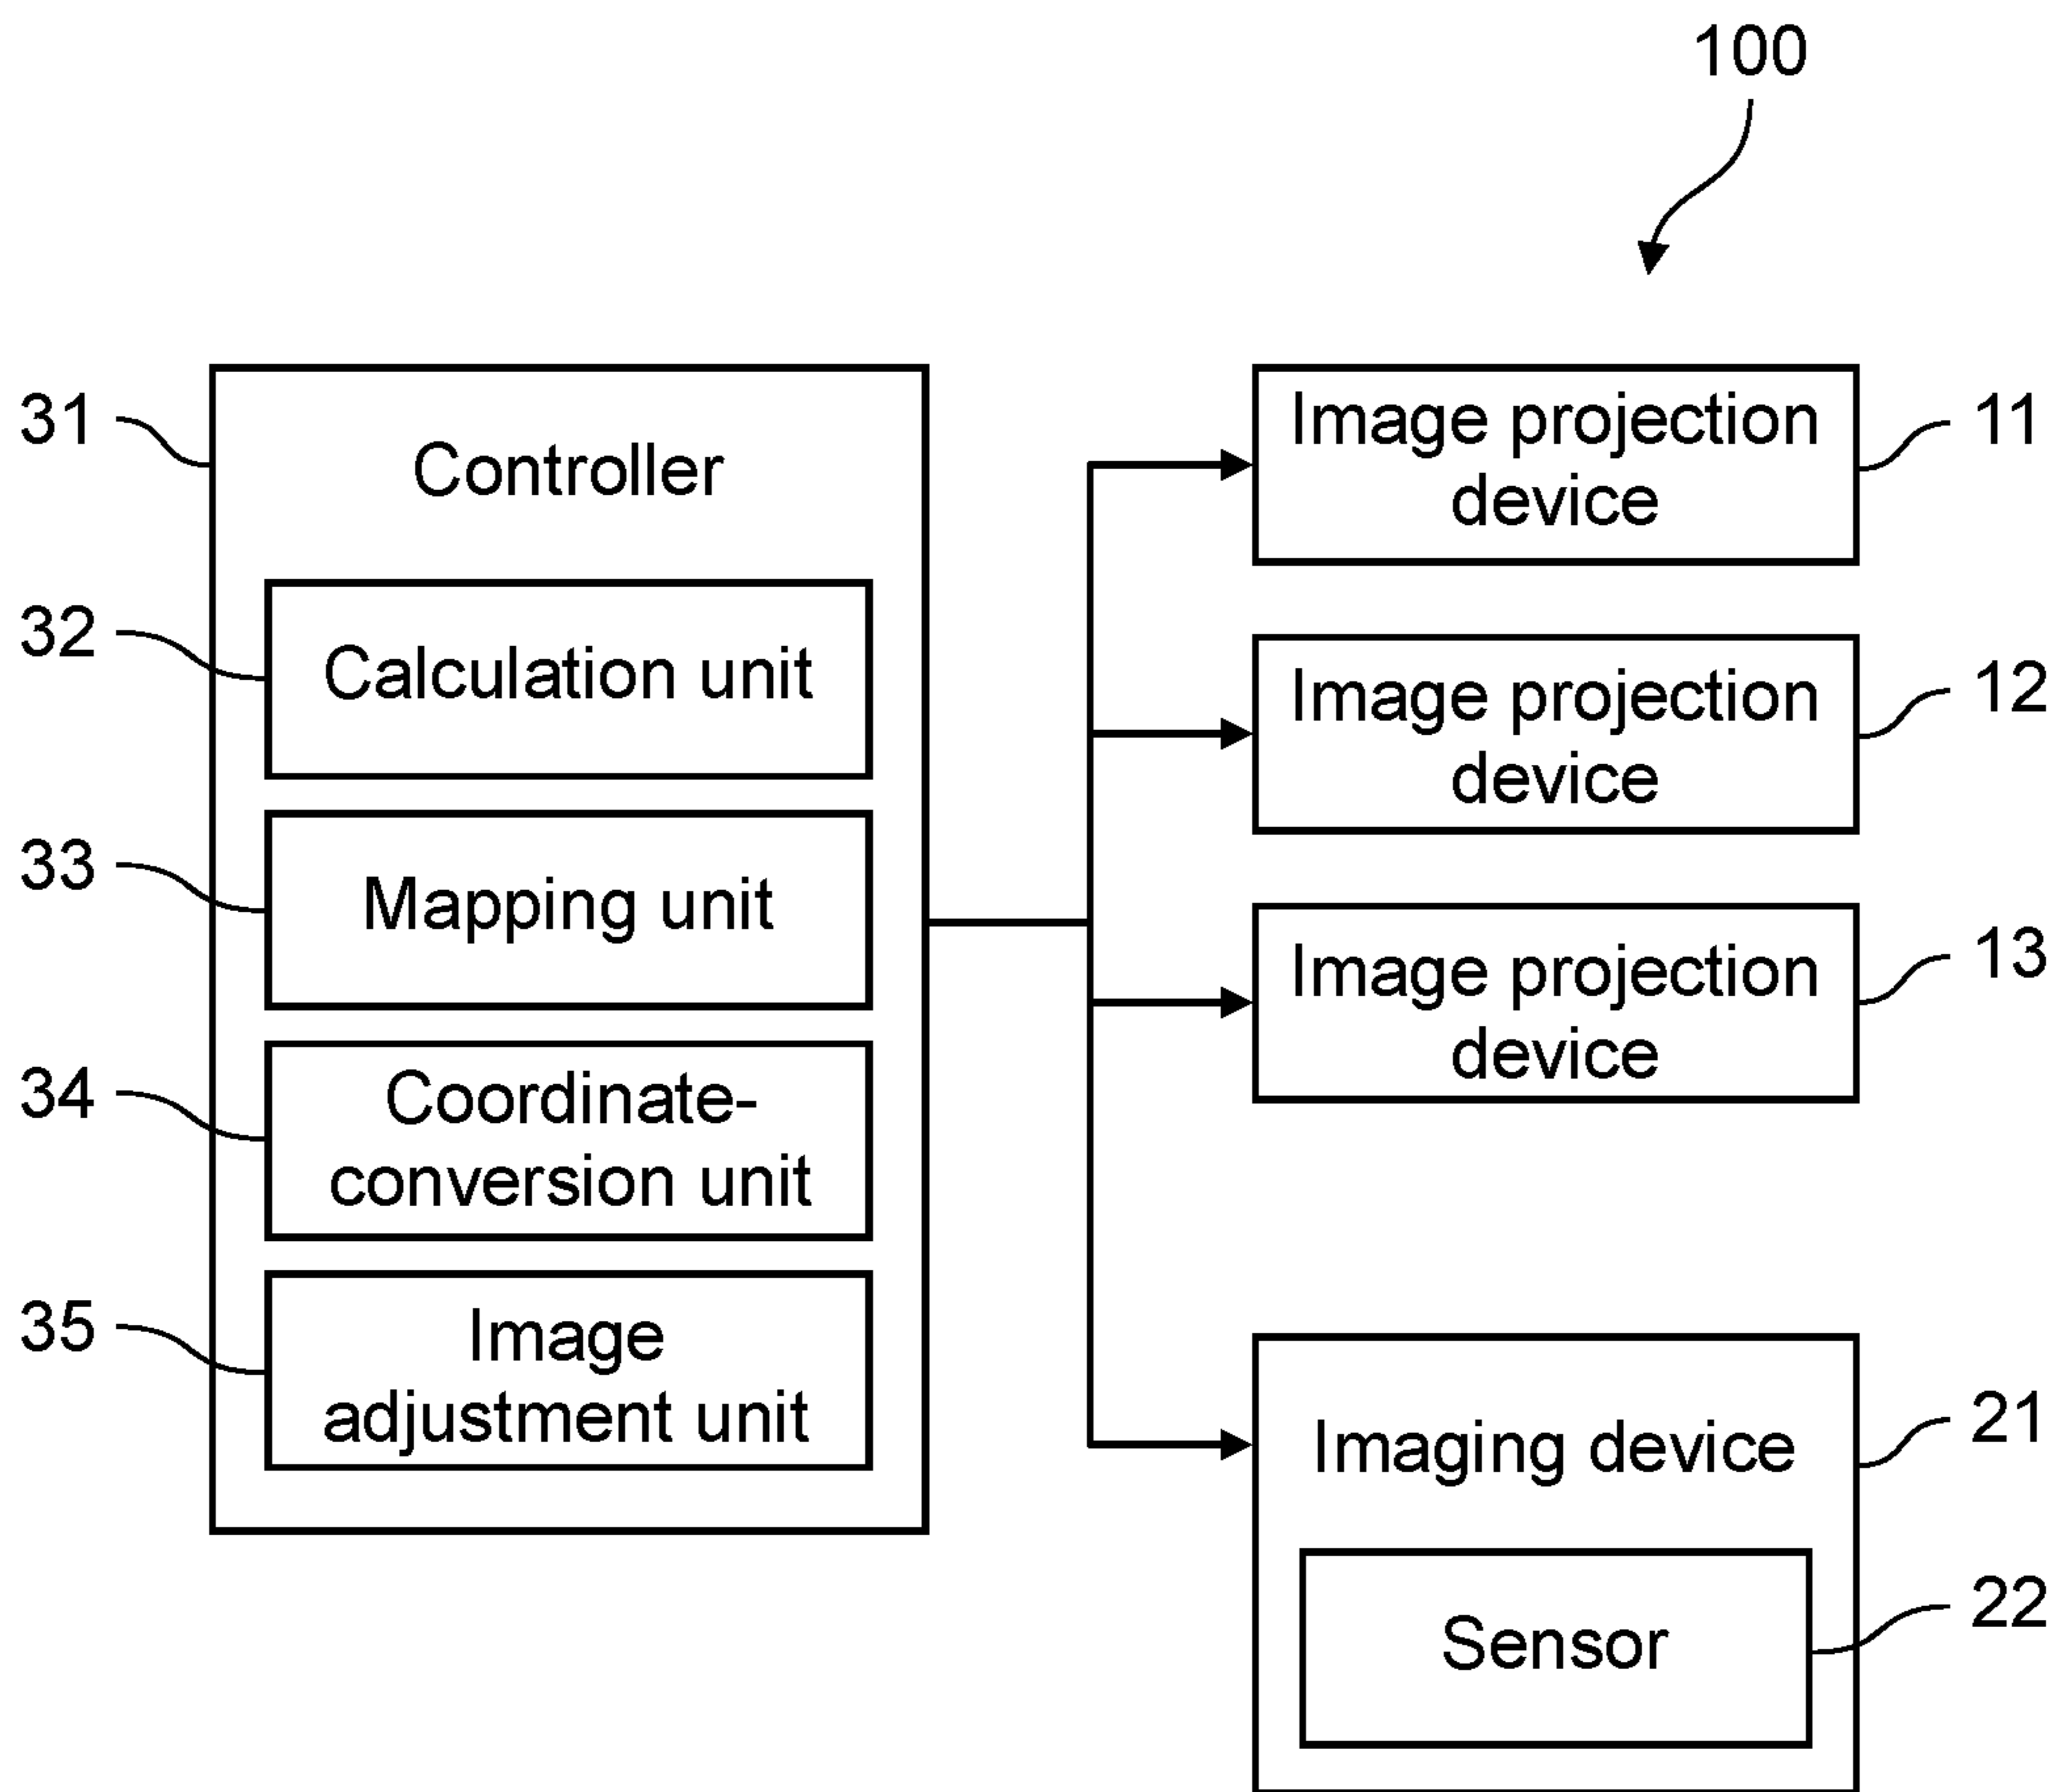 100
31
Controller
32
Calculation unit
33
Mapping unit
34
Coordinate-
conversion unit
35
Image
adjustment unit
Image projection
device
11
Image projection
device
12
Image projection
device
13
Imaging device
21
Sensor
22